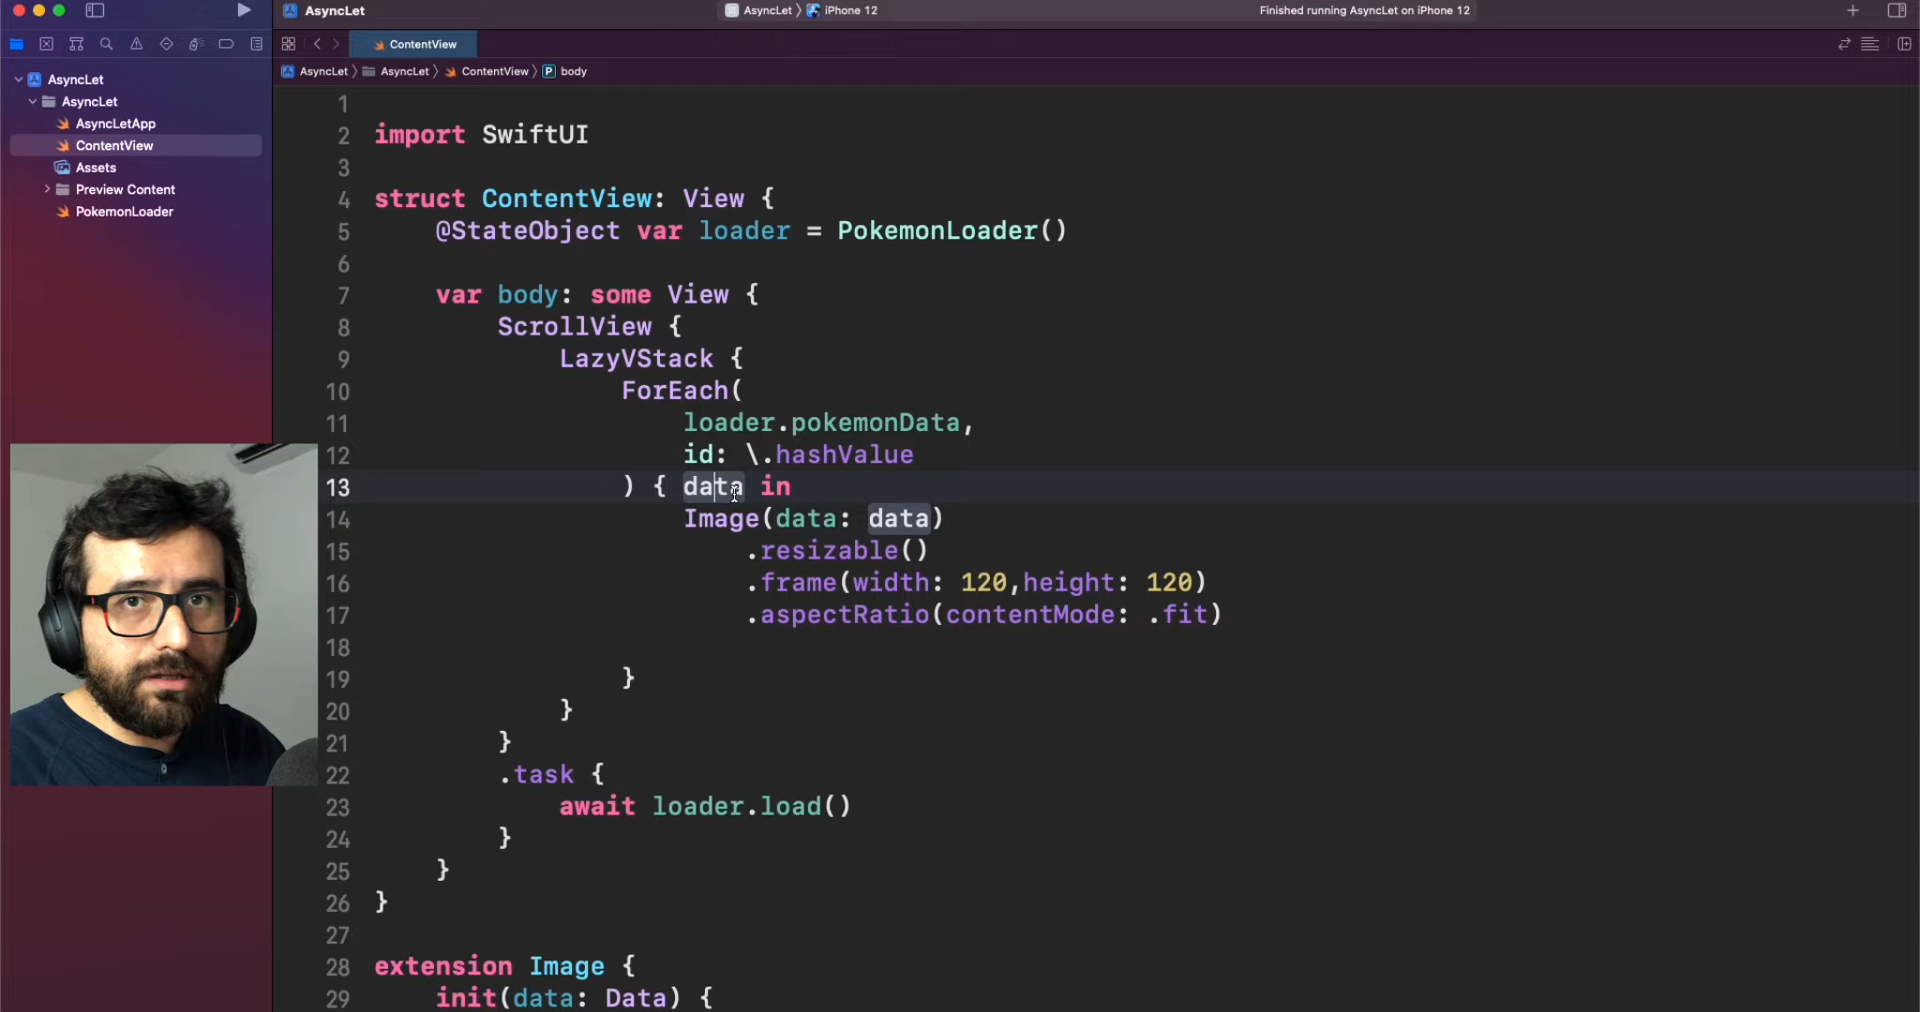 AsyncLet
AsyncLet 〉 iPhone 12
Finished running AsyncLet on iPhone 12
ContentView
AsyncLet 〉 AsyncLet 〉 ContentView 〉 P body
AsyncLet
AsyncLet
AsyncLetApp
ContentView
Assets
Preview Content
PokemonLoader
1
2 import SwiftUI
3
4 struct ContentView: View {
5 @StateObject var loader = PokemonLoader()
6
7 var body: some View {
8 ScrollView {
9 LazyVStack {
10 ForEach(
11 loader.pokemonData,
12 id: \.hashValue
13 ) { data in
14 Image(data: data)
15 .resizable()
16 .frame(width: 120,height: 120)
17 .aspectRatio(contentMode: .fit)
18
19 }
20 }
21 }
22 .task {
23 await loader.load()
24 }
25 }
26 }
27
28 extension Image {
29 init(data: Data) {